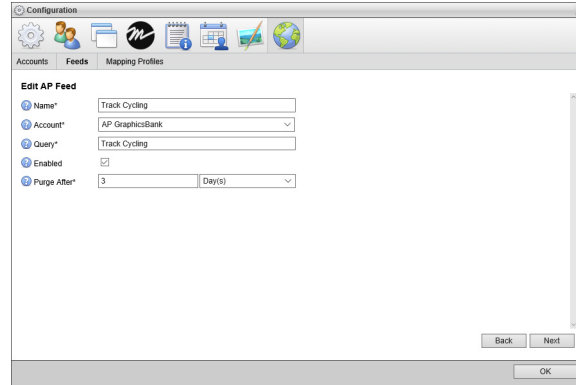 Configuration
Accounts Feeds Mapping Profiles
Edit AP Feed
Name* Track Cycling
Account* AP GraphicsBank
Query* Track Cycling
Enabled
Purge After* 3 Day(s)
Back Next
OK